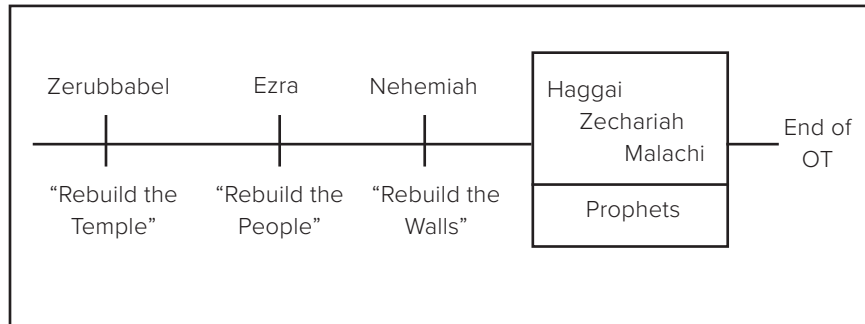 Zerubbabel
Ezra
Nehemiah
“Rebuild the
Temple”
“Rebuild the
People”
“Rebuild the
Walls”
Haggai
Zechariah
Malachi
Prophets
End of
OT